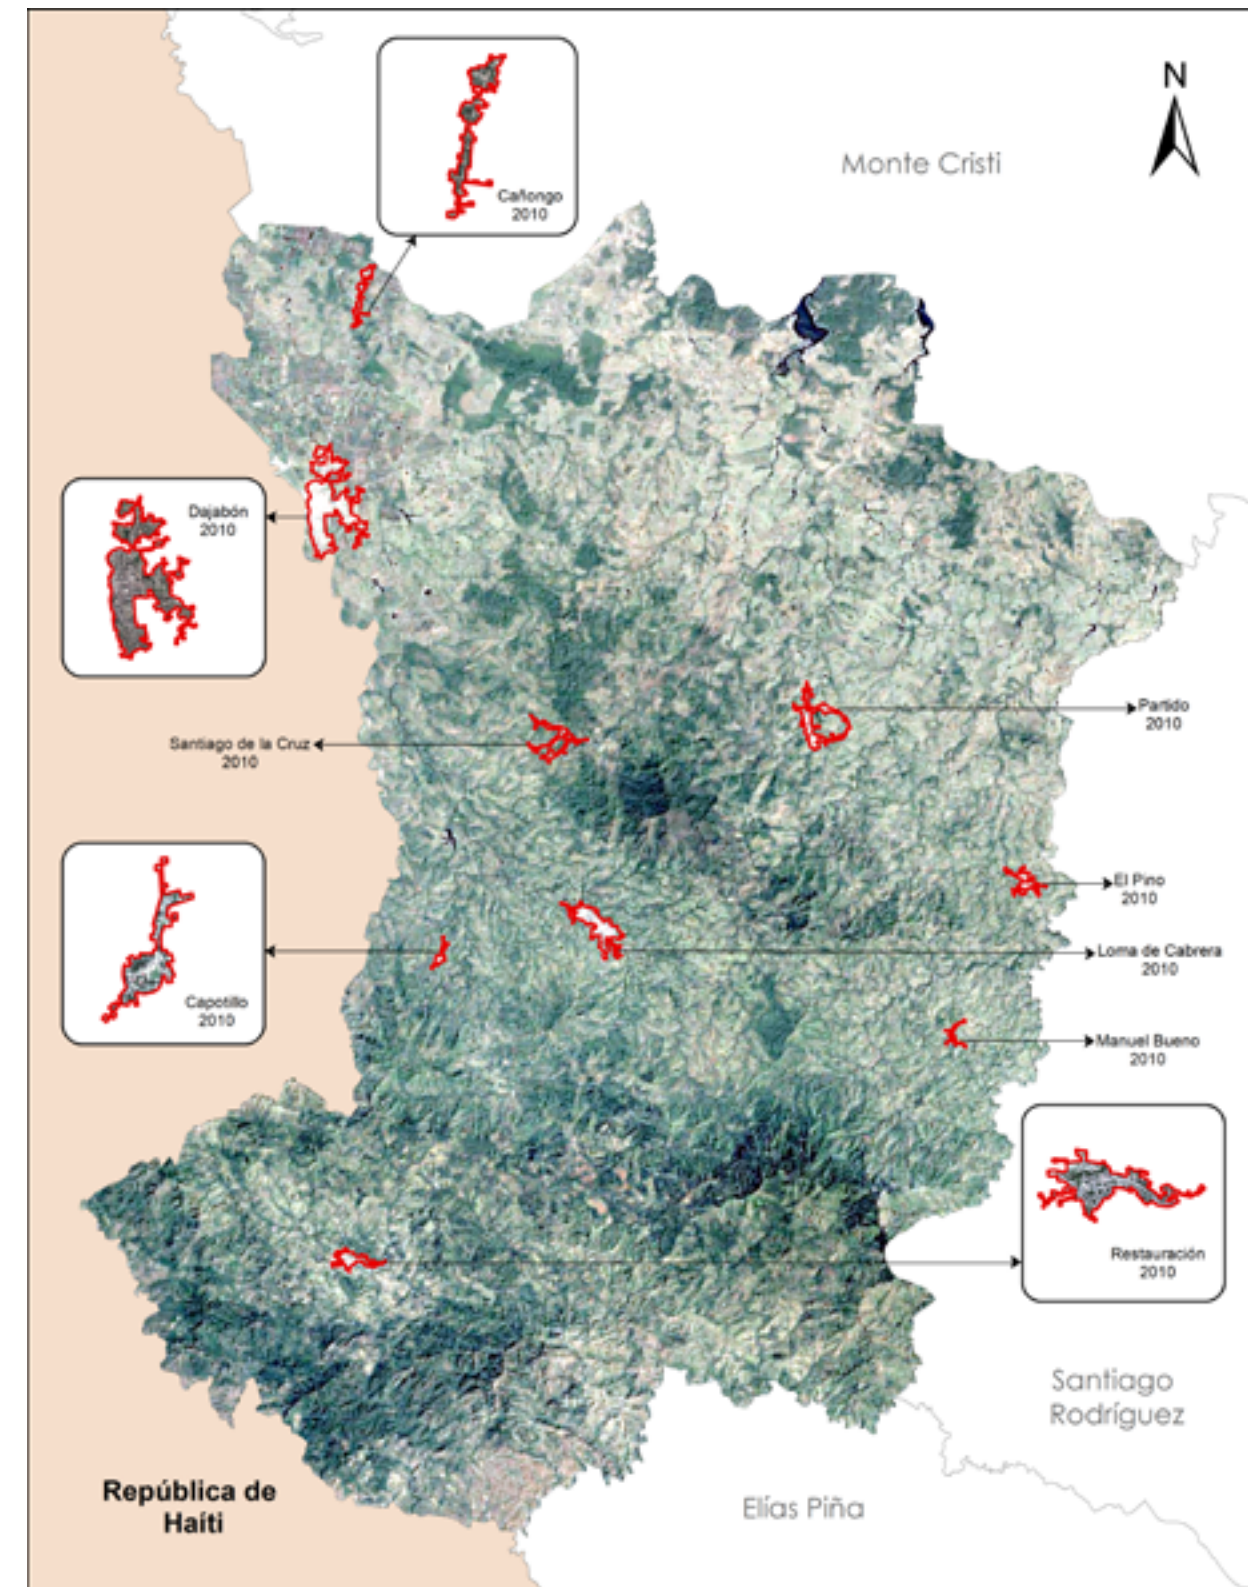 N
Monte Cristi
Cañongo
2010
Dajabón
2010
Partido
2010
Santiago de la Cruz
2010
El Pino
2010
Loma de Cabrera
2010
Capotillo
2010
Manuel Bueno
2010
Restauración
2010
Santiago
Rodríguez
República de
Haíti
Elías Piña